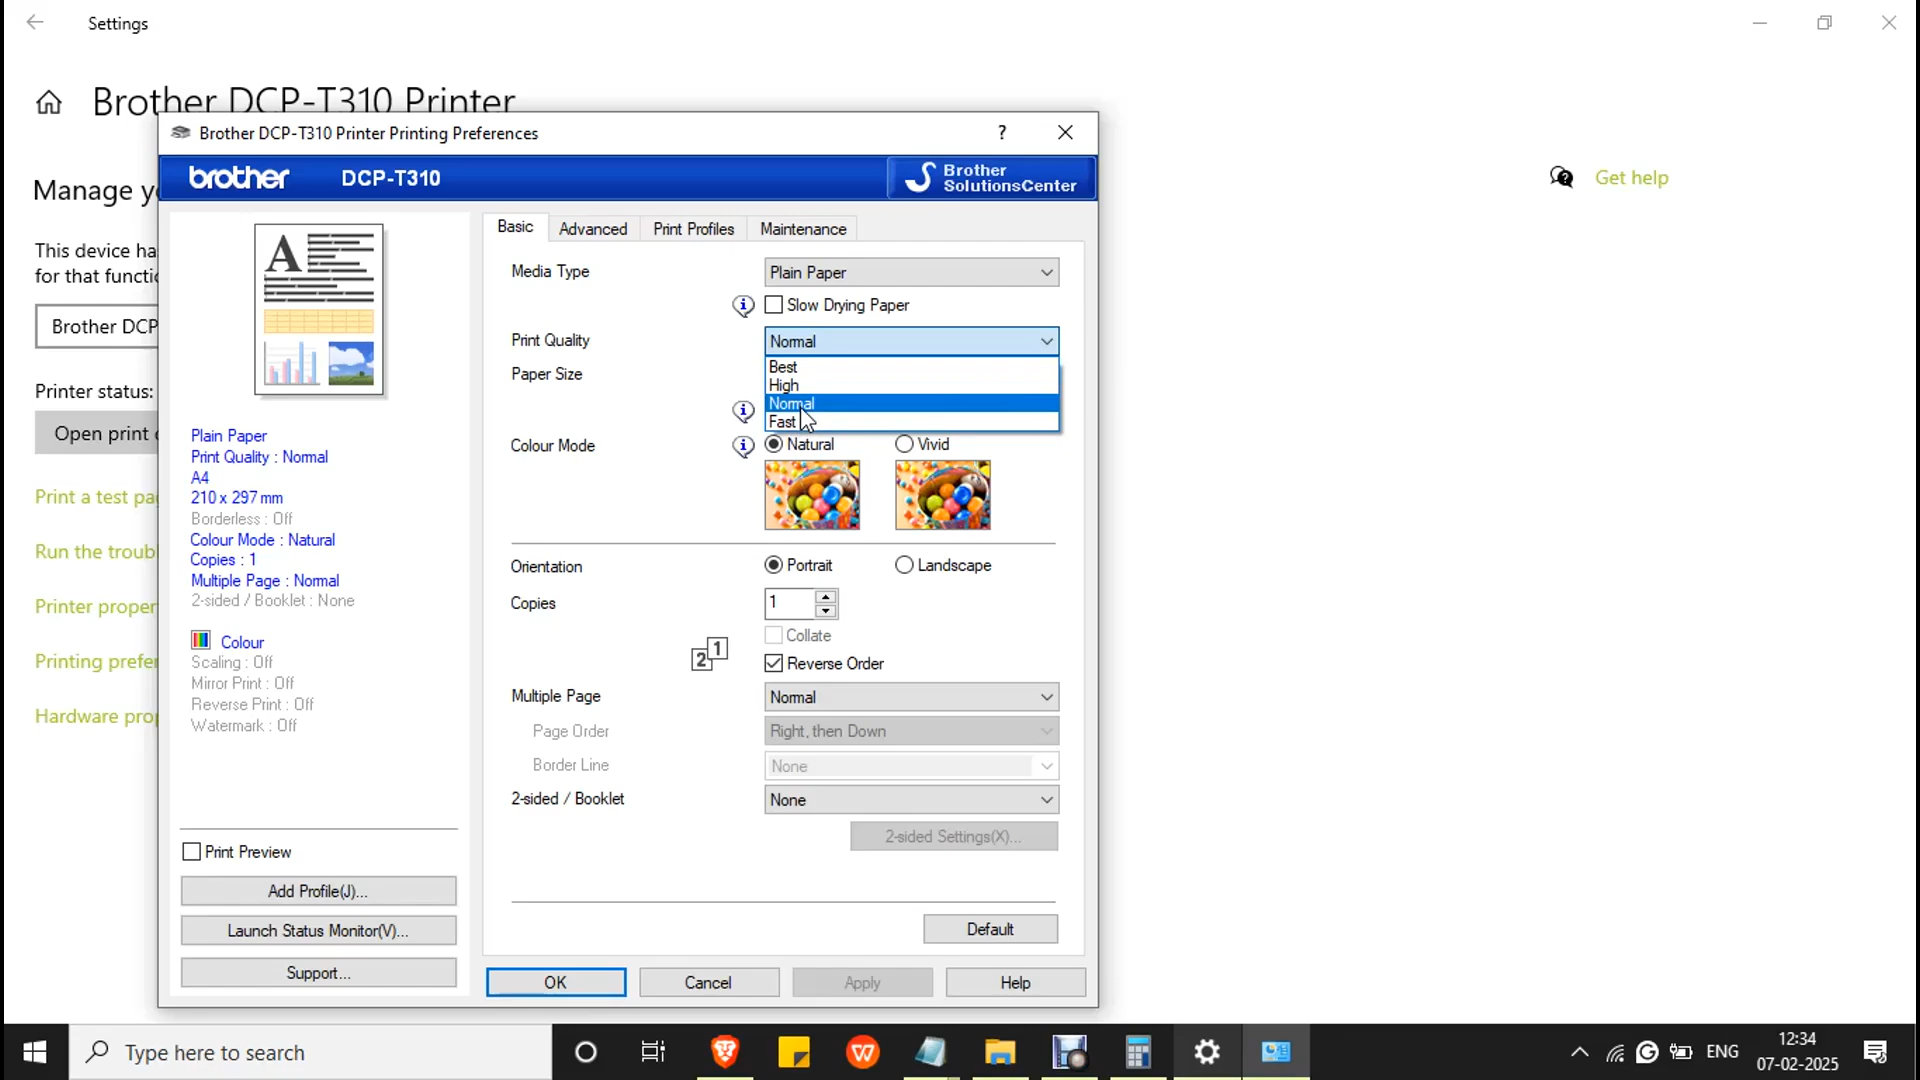 Settings
Brother DCP-T310 Printer
Brother DCP-T310 Printer Printing Preferences
?
brother DCP-T310
Brother
SolutionsCenter
Manage yo
Get help
This device ha
for that functio
Brother DCP
Printer status:
Open print
Print a test pa
Run the troub
Printer proper
Printing prefer
Hardware prop
A
Plain Paper
Print Quality : Normal
A4
210 x 297 mm
Borderless : Off
Colour Mode : Natural
Copies : 1
Multiple Page : Normal
2-sided / Booklet : None
Colour
Scaling : Off
Mirror Print : Off
Reverse Print : Off
Watermark : Off
Print Preview
Add Profile(J)...
Launch Status Monitor(V)...
Support...
Basic Advanced Print Profiles Maintenance
Media Type Plain Paper
Slow Drying Paper
Print Quality Normal
Best
High
Normal
Fast
Paper Size
Colour Mode Natural Vivid
Orientation Portrait Landscape
Copies 1
Collate
2 1
Reverse Order
Multiple Page Normal
Page Order Right, then Down
Border Line None
2-sided / Booklet None
2-sided Settings(X)...
Default
OK Cancel Apply Help
Type here to search
ENG
12:34
07-02-2025